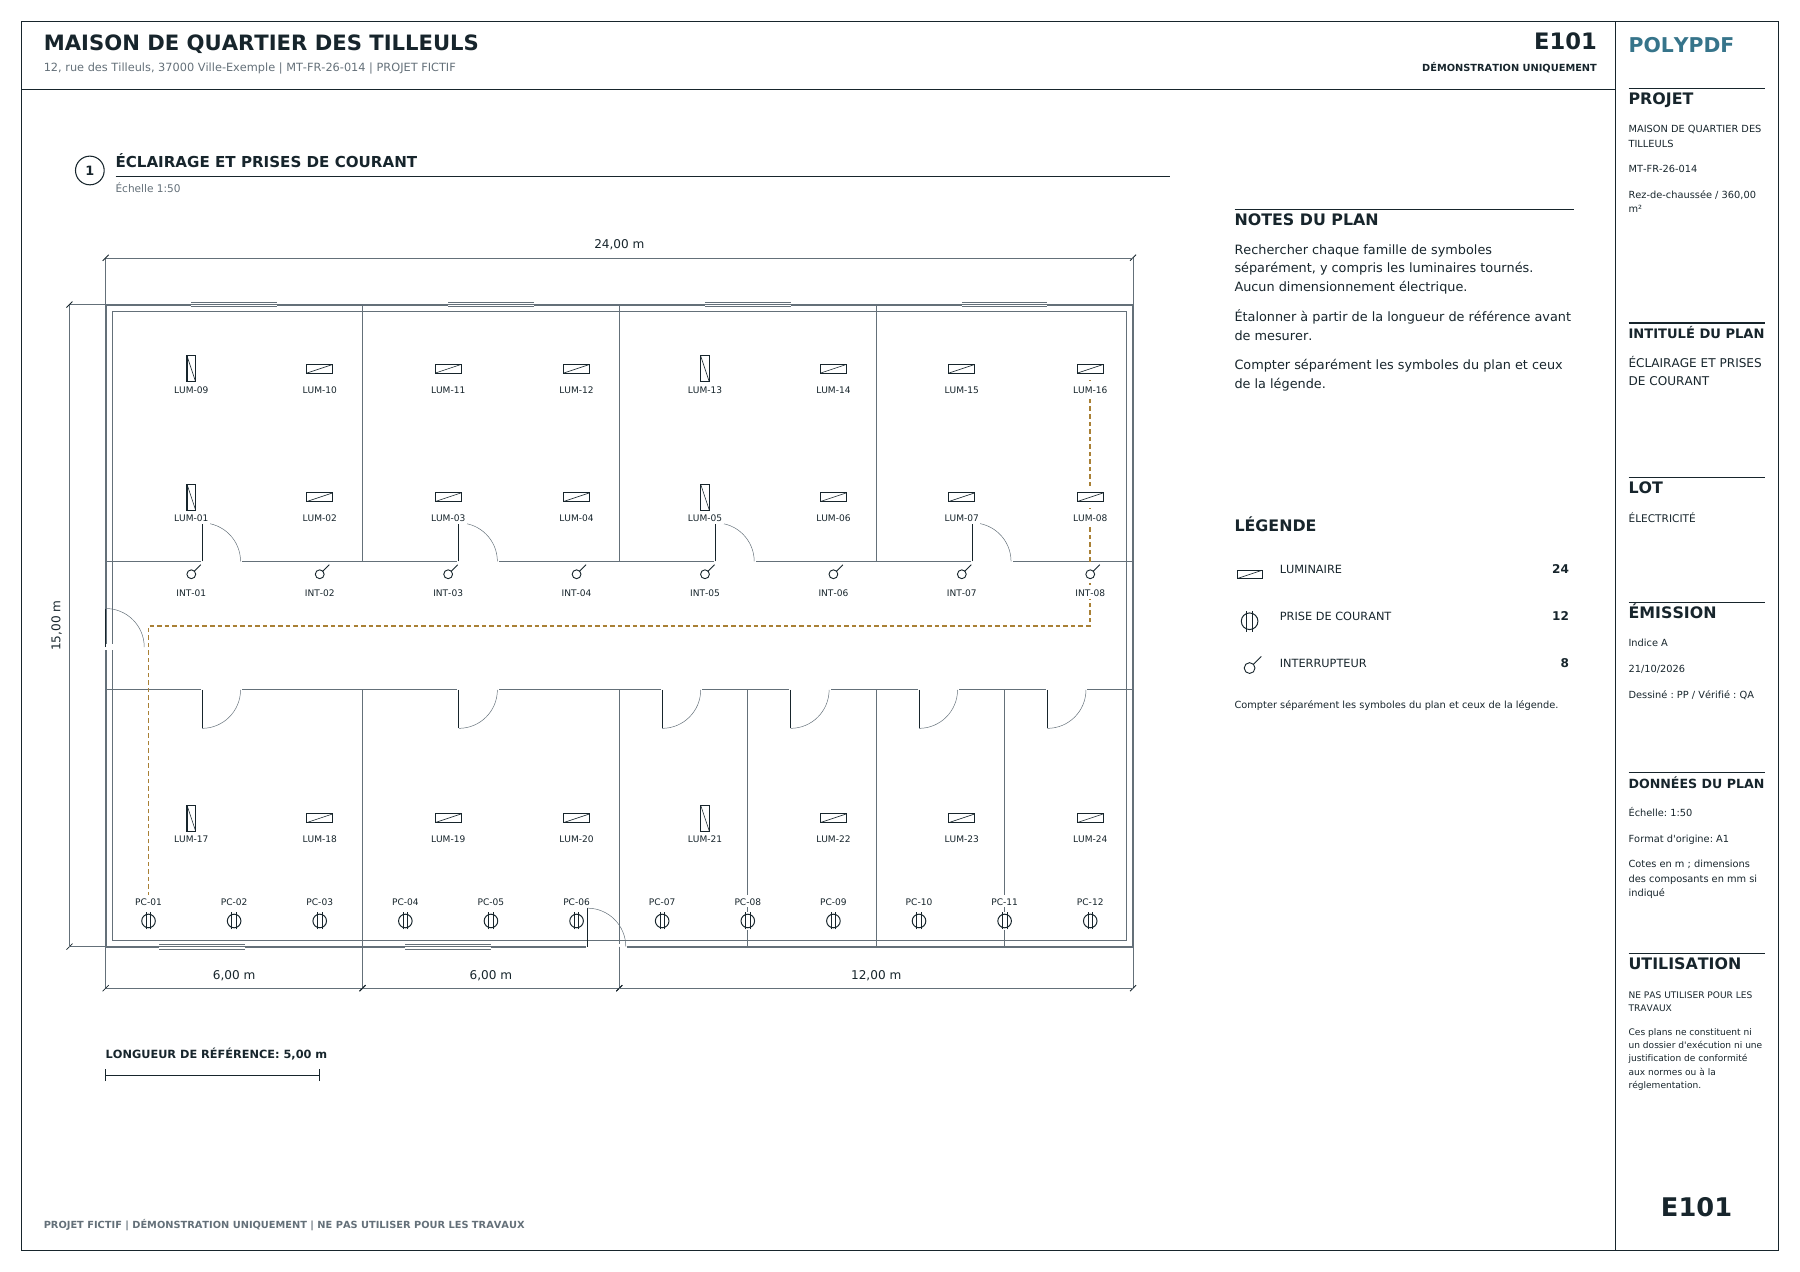 MAISON DE QUARTIER DES TILLEULS
12, rue des Tilleuls, 37000 Ville-Exemple | MT-FR-26-014 | PROJET FICTIF
E101
DÉMONSTRATION UNIQUEMENT
1
ÉCLAIRAGE ET PRISES DE COURANT
Échelle 1:50
24,00 m
15,00 m
LUM-09 LUM-10 LUM-11 LUM-12 LUM-13 LUM-14 LUM-15 LUM-16
LUM-01 LUM-02 LUM-03 LUM-04 LUM-05 LUM-06 LUM-07 LUM-08
INT-01 INT-02 INT-03 INT-04 INT-05 INT-06 INT-07 INT-08
LUM-17 LUM-18 LUM-19 LUM-20 LUM-21 LUM-22 LUM-23 LUM-24
PC-01 PC-02 PC-03 PC-04 PC-05 PC-06 PC-07 PC-08 PC-09 PC-10 PC-11 PC-12
6,00 m 6,00 m 12,00 m
LONGUEUR DE RÉFÉRENCE: 5,00 m
NOTES DU PLAN
Rechercher chaque famille de symboles
séparément, y compris les luminaires tournés.
Aucun dimensionnement électrique.
Étalonner à partir de la longueur de référence avant
de mesurer.
Compter séparément les symboles du plan et ceux
de la légende.
LÉGENDE
LUMINAIRE 24
PRISE DE COURANT 12
INTERRUPTEUR 8
Compter séparément les symboles du plan et ceux de la légende.
POLYPDF
PROJET
MAISON DE QUARTIER DES
TILLEULS
MT-FR-26-014
Rez-de-chaussée / 360,00
m²
INTITULÉ DU PLAN
ÉCLAIRAGE ET PRISES
DE COURANT
LOT
ÉLECTRICITÉ
ÉMISSION
Indice A
21/10/2026
Dessiné : PP / Vérifié : QA
DONNÉES DU PLAN
Échelle: 1:50
Format d'origine: A1
Cotes en m ; dimensions
des composants en mm si
indiqué
UTILISATION
NE PAS UTILISER POUR LES
TRAVAUX
Ces plans ne constituent ni
un dossier d'exécution ni une
justification de conformité
aux normes ou à la
réglementation.
E101
PROJET FICTIF | DÉMONSTRATION UNIQUEMENT | NE PAS UTILISER POUR LES TRAVAUX